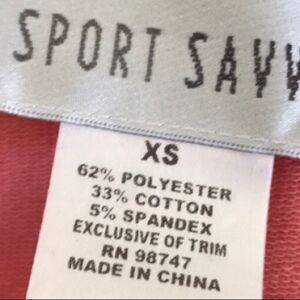 SPORT SAVV
XS
62% POLYESTER
33% COTTON
5% SPANDEX
EXCLUSIVE OF TRIM
RN 98747
MADE IN CHINA